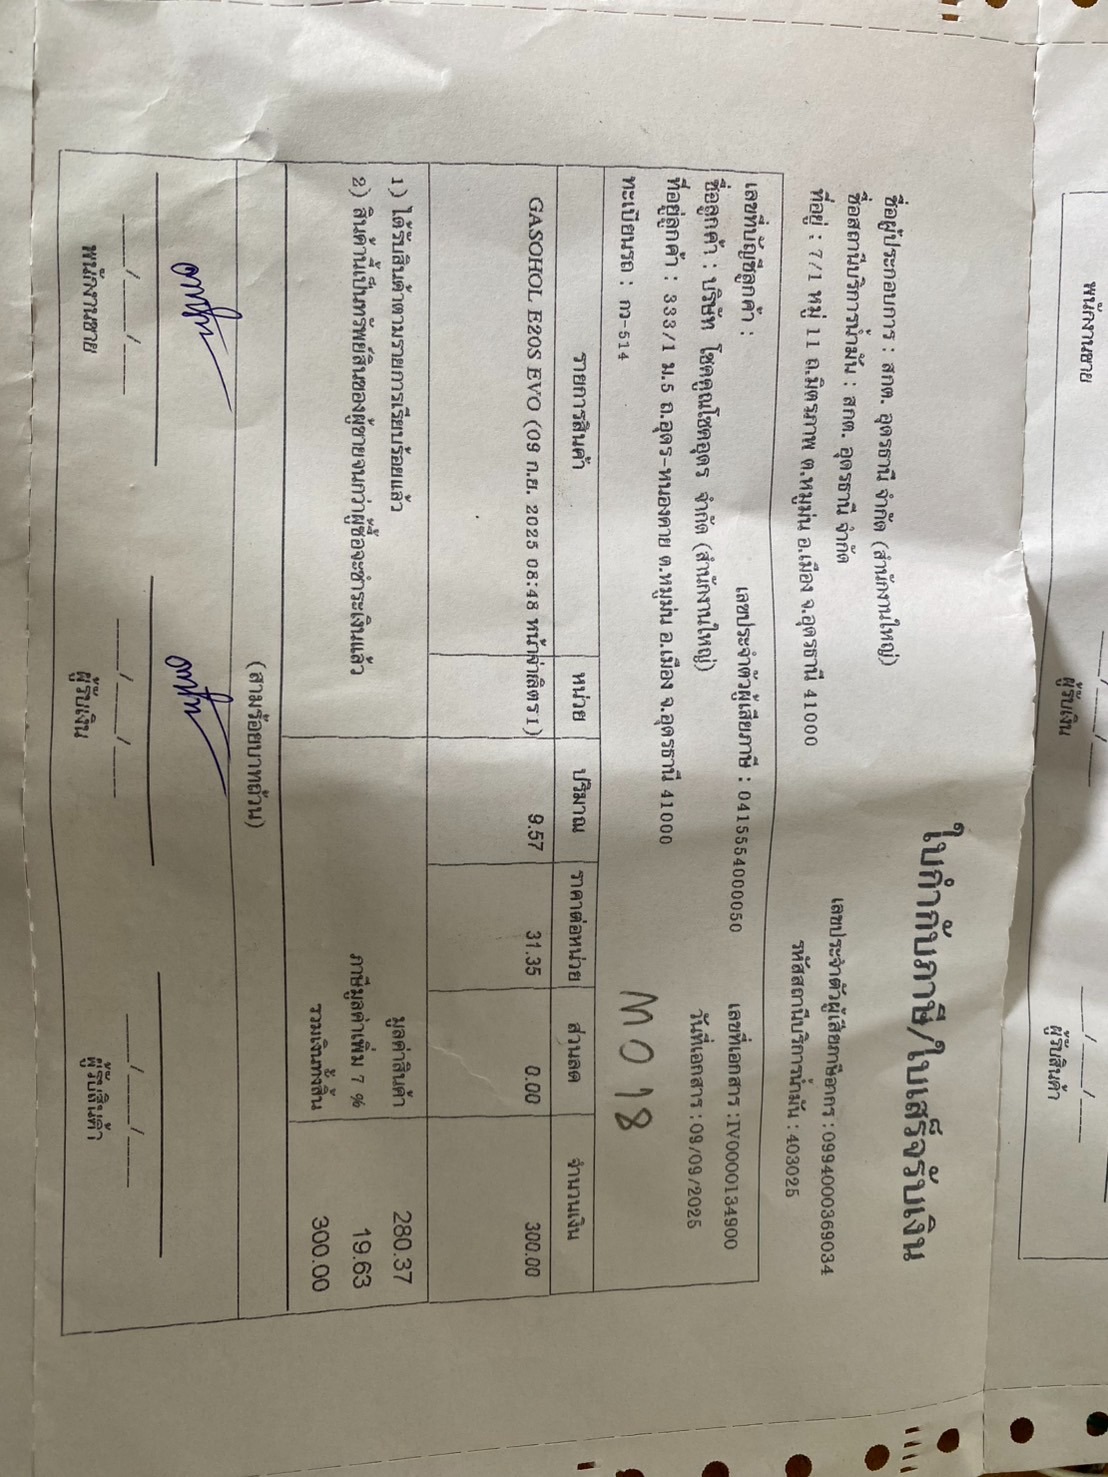 พนักงานขาย
ผู้รับเงิน
ผู้รับสินค้า
ใบกำกับภาษี/ใบเสร็จรับเงิน
ชื่อผู้ประกอบการ : สกต. อุดรธานี จำกัด (สำนักงานใหญ่)
เลขประจำตัวผู้เสียภาษีอากร : 0994000369034
ชื่อสถานีบริการน้ำมัน : สกต. อุดรธานี จำกัด
รหัสสถานีบริการน้ำมัน : 403025
ที่อยู่ : 7/1 หมู่ 11 ถ.มิตรภาพ ต.หมูม่น อ.เมือง จ.อุดรธานี 41000
เลขที่บัญชีลูกค้า : เลขประจำตัวผู้เสียภาษี : 0415554000050 เลขที่เอกสาร :IV0000134900
ชื่อลูกค้า : บริษัท โชคคูณโชคอุดร จำกัด (สำนักงานใหญ่) วันที่เอกสาร : 09/09/2025
ที่อยู่ลูกค้า : 333/1 ม.5 ถ.อุดร-หนองคาย ต.หมูม่น อ.เมือง จ.อุดรธานี 41000
ทะเบียนรถ : กว-514 M018
รายการสินค้า หน่วย ปริมาณ ราคาต่อหน่วย ส่วนลด จำนวนเงิน
GASOHOL E20S EVO (09 ก.ย. 2025 08:48 หน้าจ่าลิตร1) 9.57 31.35 0.00 300.00
1) ได้รับสินค้าตามรายการเรียบร้อยแล้ว มูลค่าสินค้า 280.37
2) สินค้านี้เป็นทรัพย์สินของผู้ขายจนกว่าผู้ซื้อจะชำระเงินแล้ว ภาษีมูลค่าเพิ่ม 7 % 19.63
รวมเงินทั้งสิ้น 300.00
(สามร้อยบาทถ้วน)
___/___/___ ___/___/___ ___/___/___
พนักงานขาย ผู้รับเงิน ผู้รับสินค้า